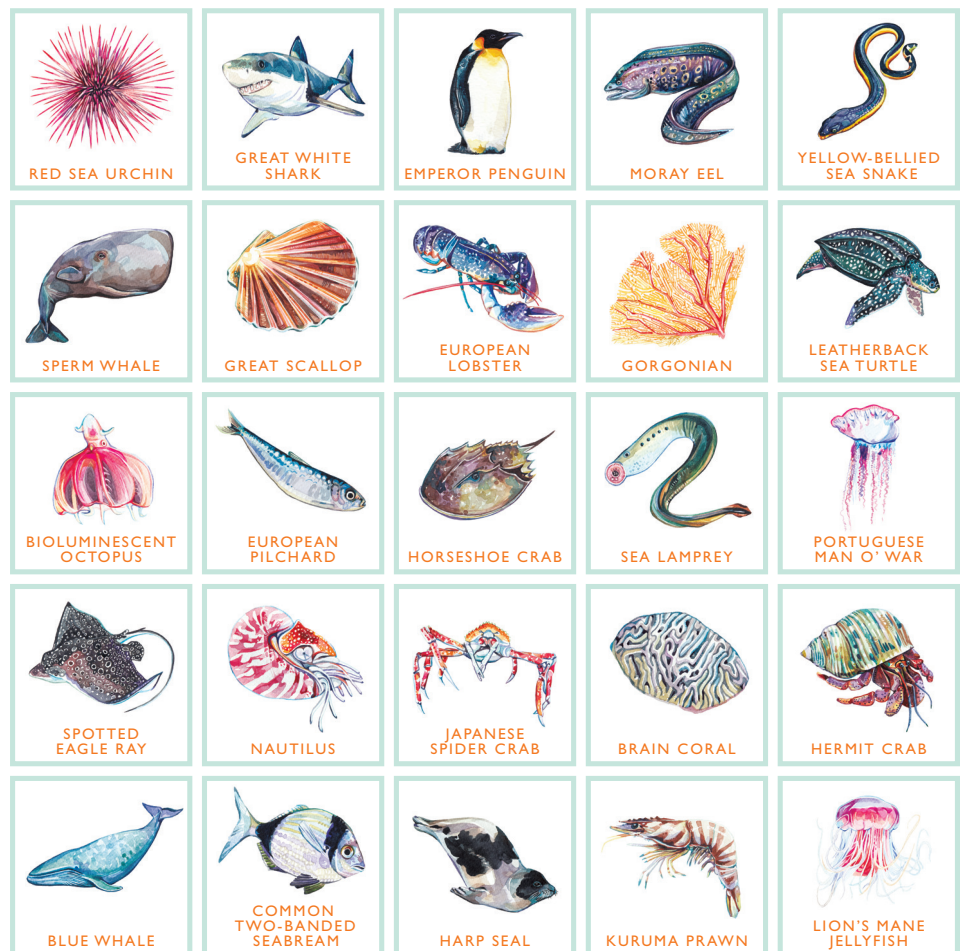 RED SEA URCHIN
GREAT WHITE
SHARK
EMPEROR PENGUIN
MORAY EEL
YELLOW-BELLIED
SEA SNAKE
SPERM WHALE
GREAT SCALLOP
EUROPEAN
LOBSTER
GORGONIAN
LEATHERBACK
SEA TURTLE
BIOLUMINESCENT
OCTOPUS
EUROPEAN
PILCHARD
HORSESHOE CRAB
SEA LAMPREY
PORTUGUESE
MAN O' WAR
SPOTTED
EAGLE RAY
NAUTILUS
JAPANESE
SPIDER CRAB
BRAIN CORAL
HERMIT CRAB
BLUE WHALE
COMMON
TWO-BANDED
SEABREAM
HARP SEAL
KURUMA PRAWN
LION'S MANE
JELLYFISH